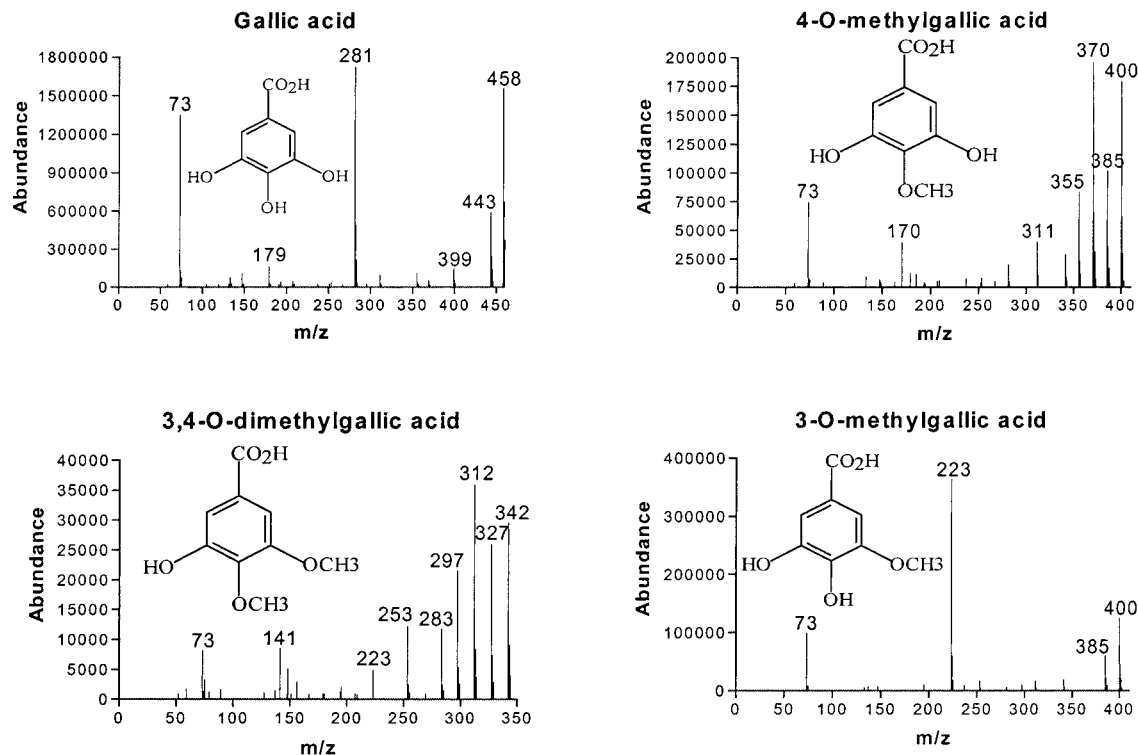 Gallic acid
1800000
1500000
1200000
900000
600000
300000
0
Abundance
73
281
458
443
179
399
CO₂H
HO
OH
OH
0 50 100 150 200 250 300 350 400 450
m/z
4-O-methylgallic acid
200000
175000
150000
125000
100000
75000
50000
25000
0
Abundance
CO₂H
HO
OH
OCH3
370
400
385
355
73
170
311
0 50 100 150 200 250 300 350 400
m/z
3,4-O-dimethylgallic acid
40000
35000
30000
25000
20000
15000
10000
5000
0
Abundance
CO₂H
HO
OCH3
OCH3
312
342
327
297
253
283
73
141
223
0 50 100 150 200 250 300 350
m/z
3-O-methylgallic acid
400000
300000
200000
100000
0
Abundance
CO₂H
HO
OCH3
OH
223
73
400
385
0 50 100 150 200 250 300 350 400
m/z